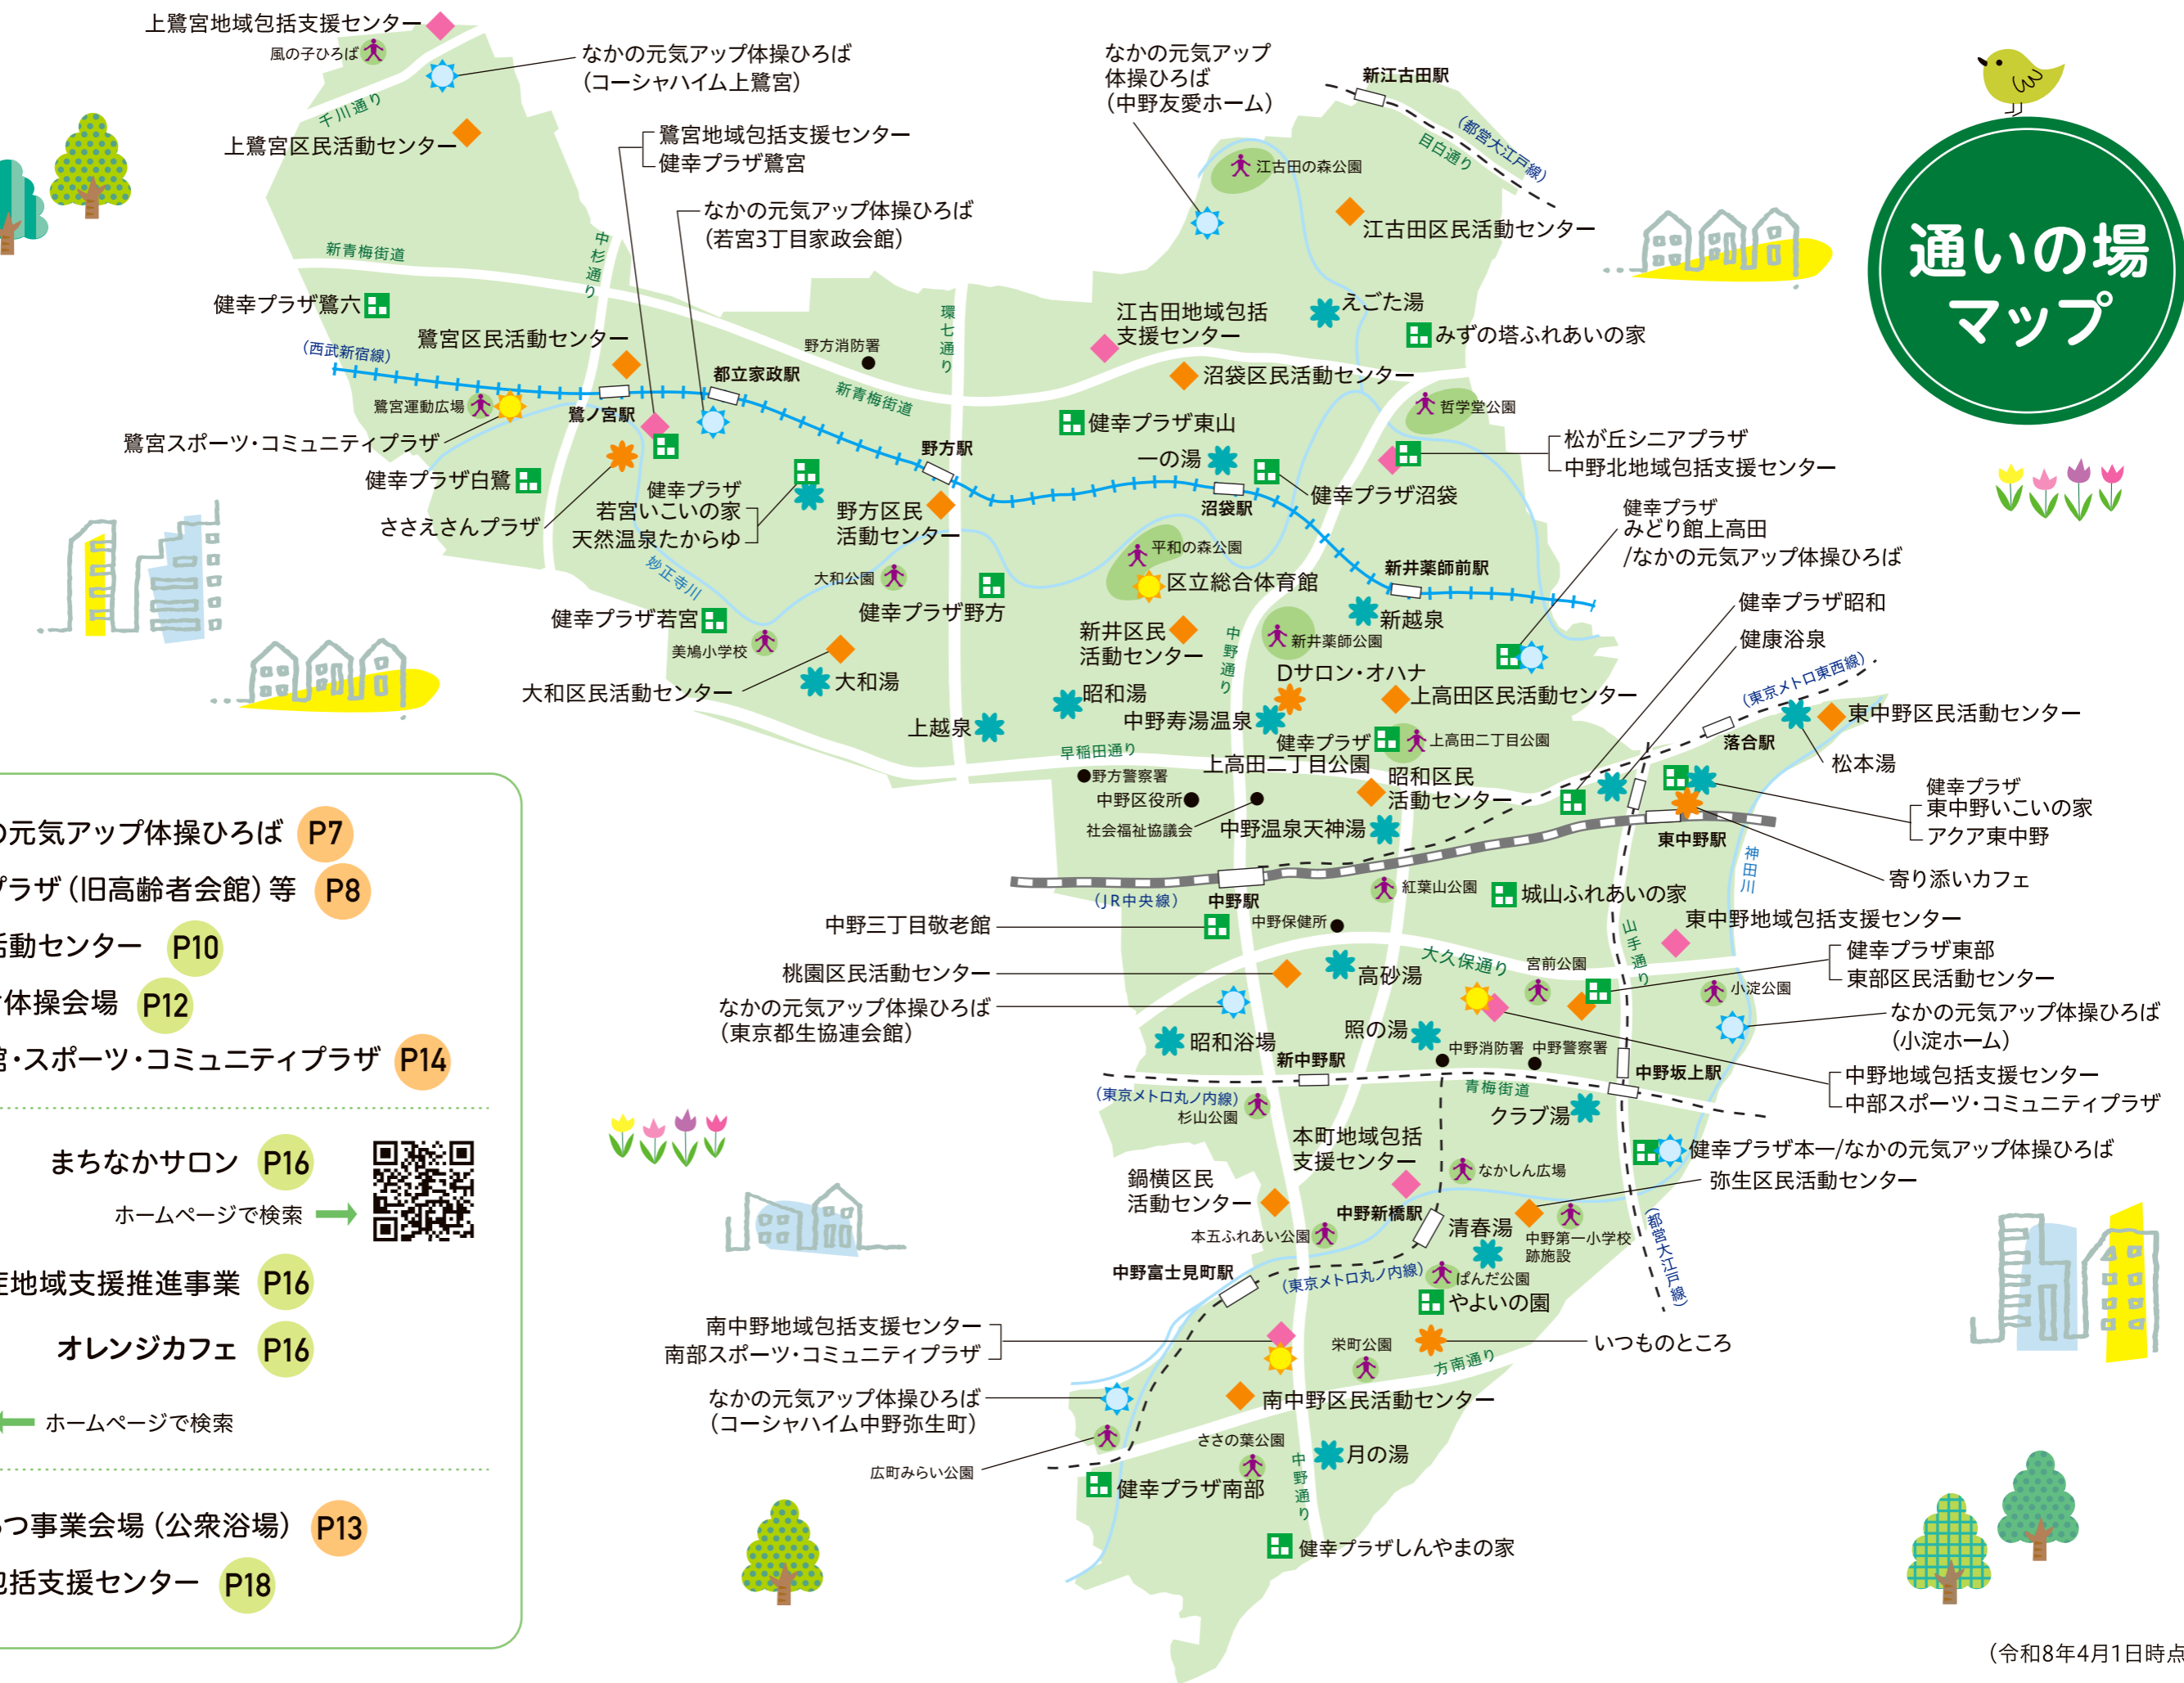 通いの場
マップ
上鷺宮地域包括支援センター
風の子ひろば
なかの元気アップ体操ひろば
（コーシャハイム上鷺宮）
千川通り
上鷺宮区民活動センター
鷺宮地域包括支援センター
健幸プラザ鷺宮
なかの元気アップ体操ひろば
（若宮3丁目家政会館）
なかの元気アップ
体操ひろば
（中野友愛ホーム）
新江古田駅
（都営大江戸線）
目白通り
江古田の森公園
江古田区民活動センター
新青梅街道
中杉通り
健幸プラザ鷺六
鷺宮区民活動センター
（西武新宿線）
環七通り
野方消防署
都立家政駅
新青梅街道
江古田地域包括
支援センター
えごた湯
みずの塔ふれあいの家
沼袋区民活動センター
鷺宮運動広場
鷺ノ宮駅
鷺宮スポーツ・コミュニティプラザ
健幸プラザ東山
哲学堂公園
野方駅
一の湯
松が丘シニアプラザ
中野北地域包括支援センター
健幸プラザ白鷺
健幸プラザ
若宮いこいの家
天然温泉たからゆ
ささえさんプラザ
野方区民
活動センター
沼袋駅
健幸プラザ沼袋
健幸プラザ
みどり館上高田
/なかの元気アップ体操ひろば
妙正寺川
大和公園
平和の森公園
区立総合体育館
新井薬師前駅
健幸プラザ若宮
健幸プラザ野方
新越泉
健幸プラザ昭和
美鳩小学校
新井区民
活動センター
中野通り
新井薬師公園
健康浴泉
大和区民活動センター
大和湯
昭和湯
Dサロン・オハナ
上高田区民活動センター
（東京メトロ東西線）
上越泉
中野寿湯温泉
東中野区民活動センター
早稲田通り
健幸プラザ
上高田二丁目公園
上高田二丁目公園
落合駅
松本湯
野方警察署
中野区役所
社会福祉協議会
昭和区民
活動センター
中野温泉天神湯
健幸プラザ
東中野いこいの家
アクア東中野
東中野駅
神田川
寄り添いカフェ
（JR中央線）
中野駅
紅葉山公園
城山ふれあいの家
中野三丁目敬老館
中野保健所
東中野地域包括支援センター
山手通り
桃園区民活動センター
高砂湯
大久保通り
宮前公園
健幸プラザ東部
東部区民活動センター
小淀公園
なかの元気アップ体操ひろば
（東京都生協連会館）
なかの元気アップ体操ひろば
（小淀ホーム）
昭和浴場
照の湯
新中野駅
中野消防署
中野警察署
中野坂上駅
中野地域包括支援センター
中部スポーツ・コミュニティプラザ
青梅街道
（東京メトロ丸ノ内線）
杉山公園
クラブ湯
本町地域包括
支援センター
健幸プラザ本一/なかの元気アップ体操ひろば
なかしん広場
弥生区民活動センター
鍋横区民
活動センター
中野新橋駅
清春湯
本五ふれあい公園
中野第一小学校
跡施設
（都営大江戸線）
中野富士見町駅
（東京メトロ丸ノ内線）
ぱんだ公園
やよいの園
南中野地域包括支援センター
南部スポーツ・コミュニティプラザ
栄町公園
いつものところ
方南通り
なかの元気アップ体操ひろば
（コーシャハイム中野弥生町）
南中野区民活動センター
ささの葉公園
広町みらい公園
中野通り
月の湯
健幸プラザ南部
健幸プラザしんやまの家
の元気アップ体操ひろば P7
プラザ（旧高齢者会館）等 P8
活動センター P10
体操会場 P12
館・スポーツ・コミュニティプラザ P14
まちなかサロン P16
ホームページで検索
症地域支援推進事業 P16
オレンジカフェ P16
ホームページで検索
つ事業会場（公衆浴場） P13
包括支援センター P18
（令和8年4月1日時点